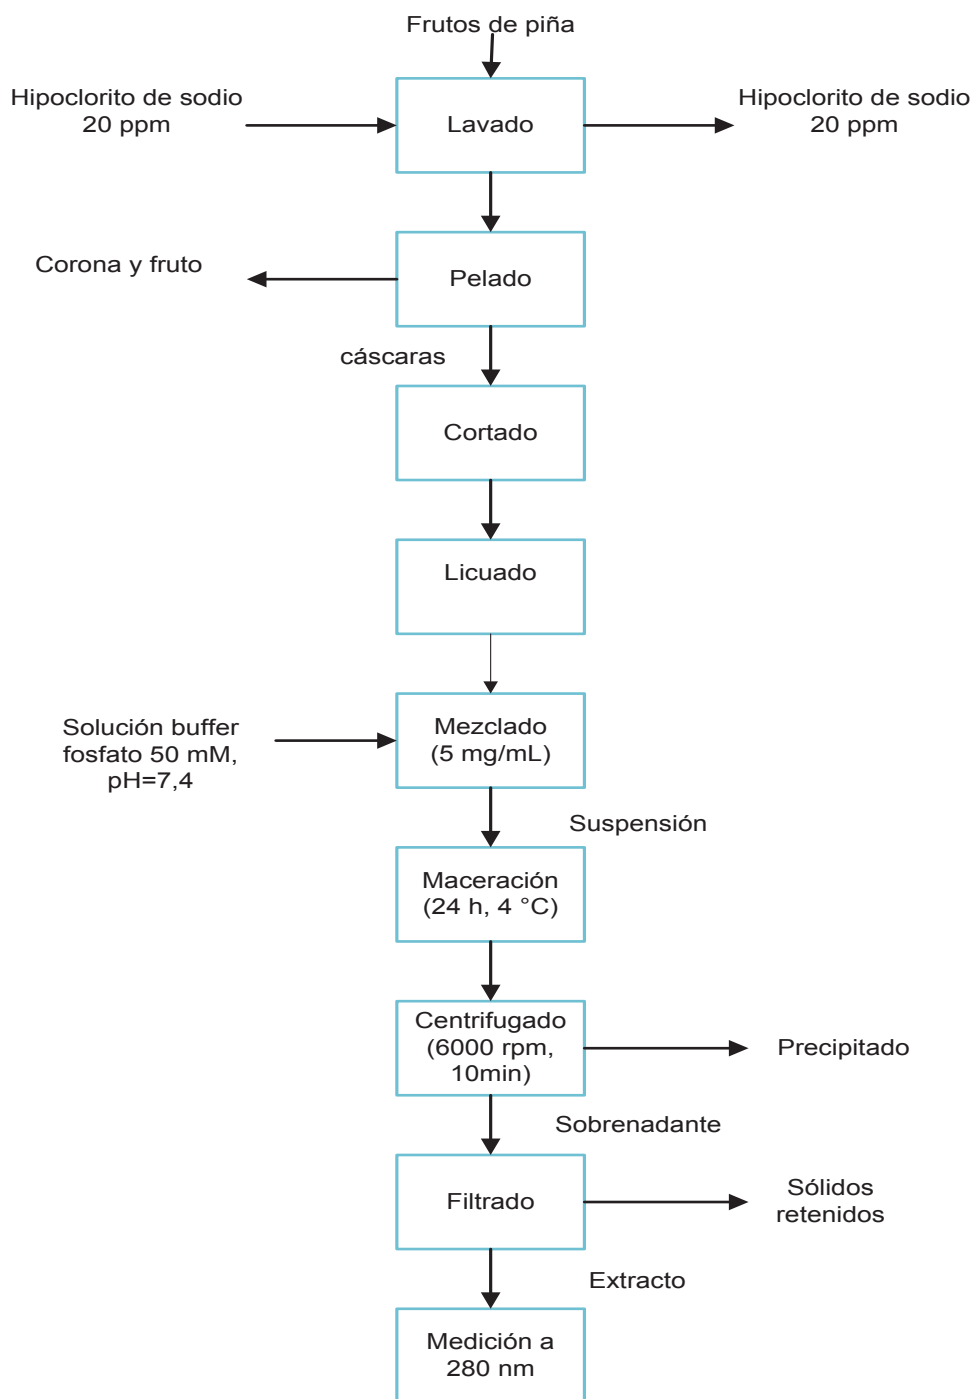 Frutos de piña
Hipoclorito de sodio
20 ppm
Lavado
Hipoclorito de sodio
20 ppm
Corona y fruto
Pelado
cáscaras
Cortado
Licuado
Solución buffer
fosfato 50 mM,
pH=7,4
Mezclado
(5 mg/mL)
Suspensión
Maceración
(24 h, 4 °C)
Centrifugado
(6000 rpm,
10min)
Precipitado
Sobrenadante
Filtrado
Sólidos
retenidos
Extracto
Medición a
280 nm